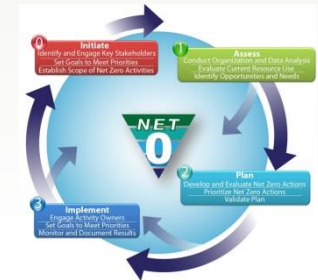 0
Initiate
Identify and Engage Key Stakeholders
Set Goals to Meet Priorities
Establish Scope of Net Zero Activities
1
Assess
Conduct Organization and Data Analysis
Evaluate Current Resource Use
Identify Opportunities and Needs
NET
0
2
Plan
Develop and Evaluate Net Zero Actions
Prioritize Net Zero Actions
Validate Plan
3
Implement
Engage Activity Owners
Set Goals to Meet Priorities
Monitor and Document Results